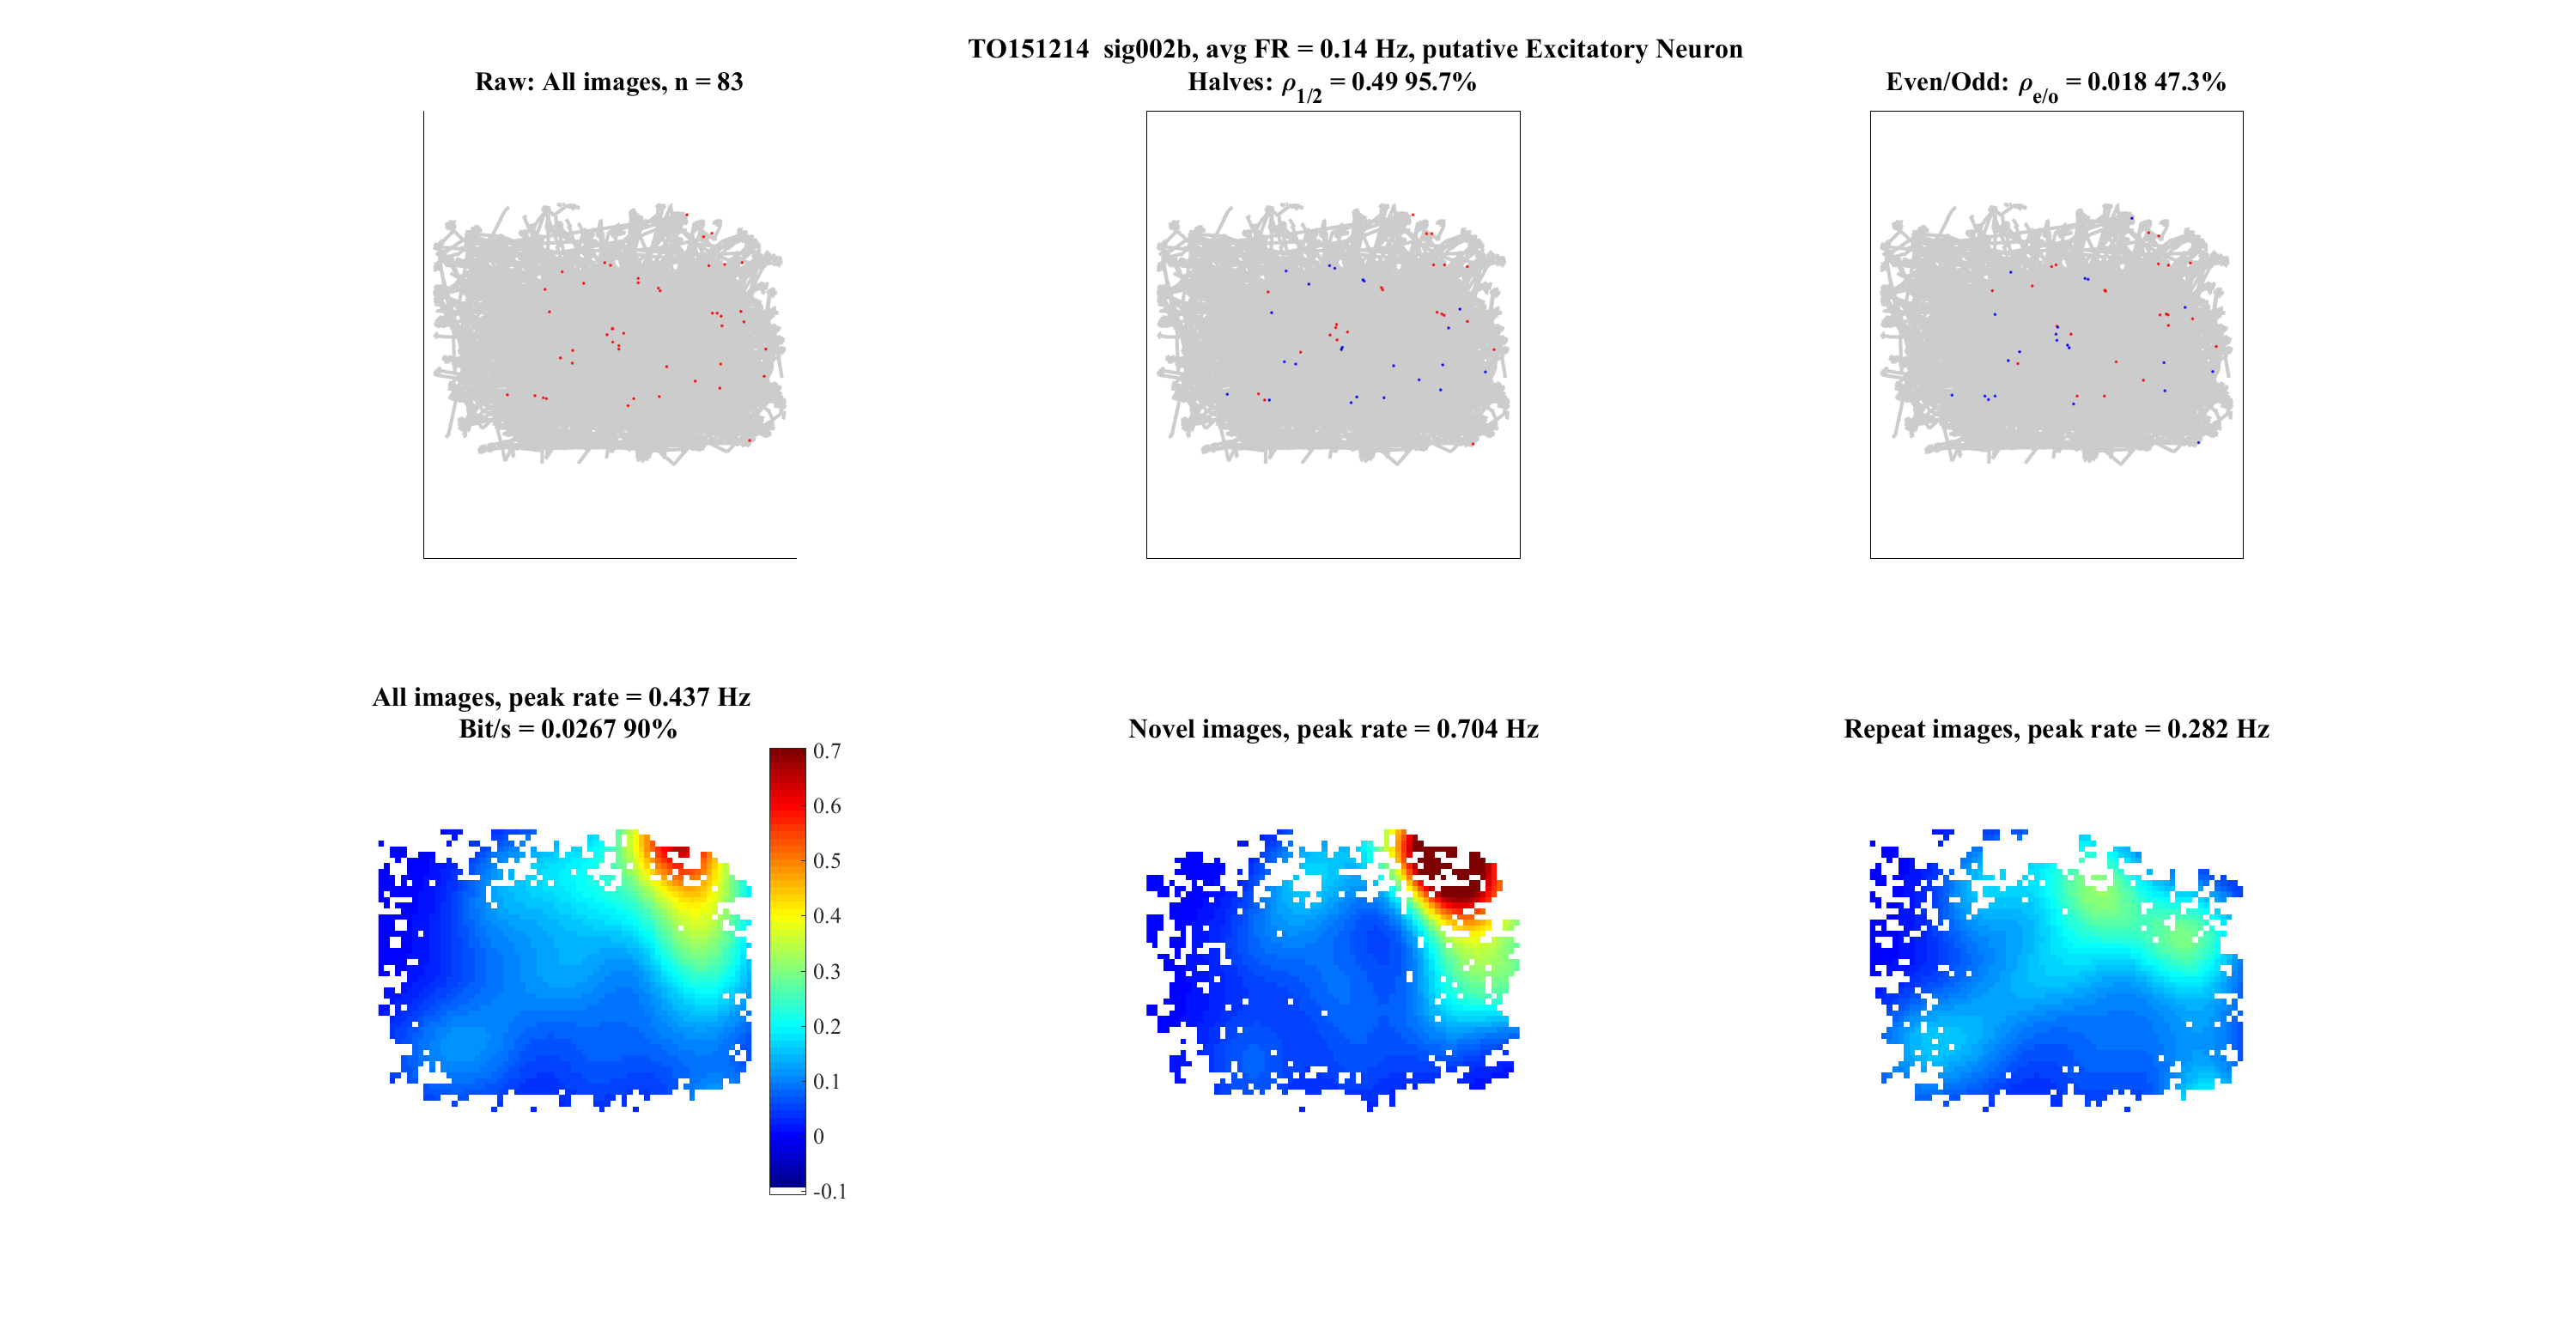 TO151214  sig002b, avg FR = 0.14 Hz, putative Excitatory Neuron
Raw: All images, n = 83
Halves: ρ1/2 = 0.49 95.7%
Even/Odd: ρe/o = 0.018 47.3%
All images, peak rate = 0.437 Hz
Bit/s = 0.0267 90%
Novel images, peak rate = 0.704 Hz
Repeat images, peak rate = 0.282 Hz
0.7
0.6
0.5
0.4
0.3
0.2
0.1
0
-0.1